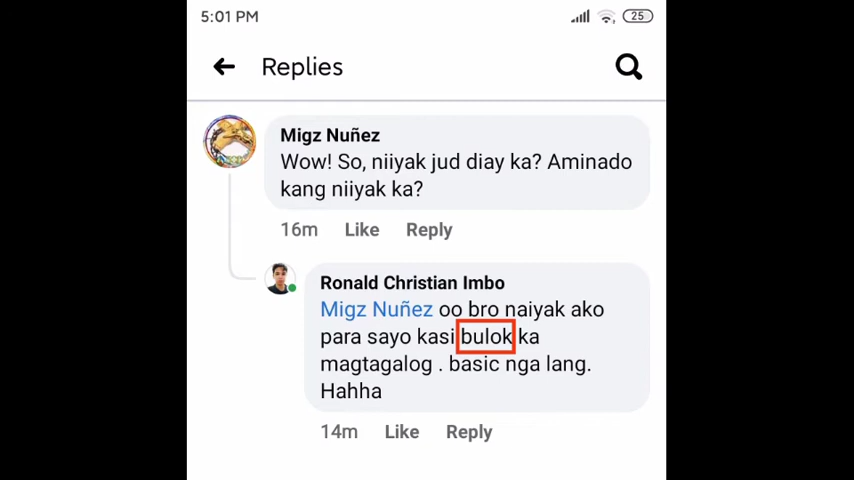 5:01 PM
25
Replies
Migz Nuñez
Wow! So, niiyak jud diay ka? Aminado
kang niiyak ka?
16m Like Reply
Ronald Christian Imbo
Migz Nuñez oo bro naiyak ako
para sayo kasi bulok ka
magtagalog . basic nga lang.
Hahha
14m Like Reply